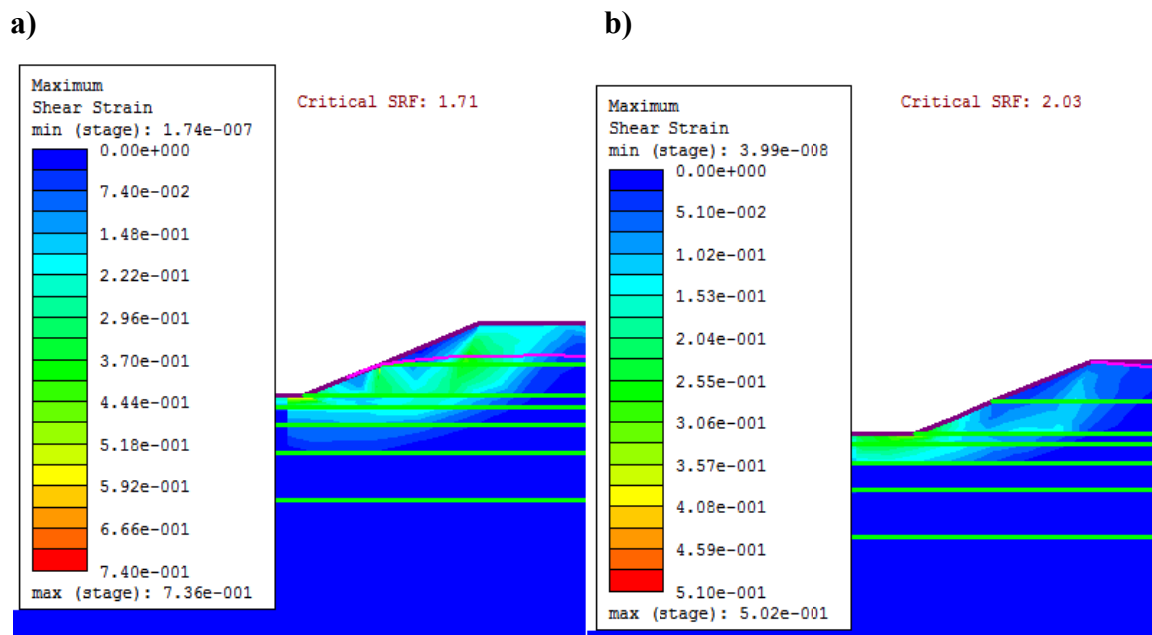 a)
Maximum
Shear Strain
min (stage): 1.74e-007
0.00e+000
7.40e-002
1.48e-001
2.22e-001
2.96e-001
3.70e-001
4.44e-001
5.18e-001
5.92e-001
6.66e-001
7.40e-001
max (stage): 7.36e-001
Critical SRF: 1.71
b)
Maximum
Shear Strain
min (stage): 3.99e-008
0.00e+000
5.10e-002
1.02e-001
1.53e-001
2.04e-001
2.55e-001
3.06e-001
3.57e-001
4.08e-001
4.59e-001
5.10e-001
max (stage): 5.02e-001
Critical SRF: 2.03